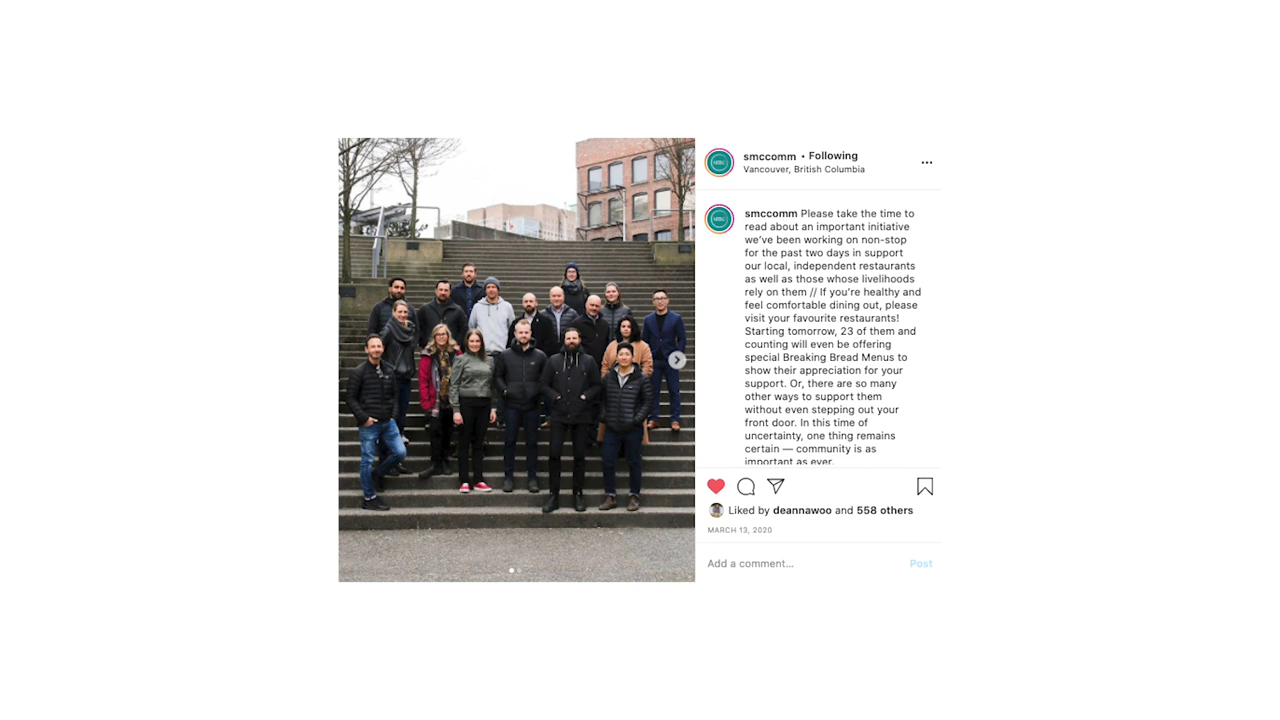 smccomm • Following
Vancouver, British Columbia
smccomm Please take the time to
read about an important initiative
we've been working on non-stop
for the past two days in support
our local, independent restaurants
as well as those whose livelihoods
rely on them // If you're healthy and
feel comfortable dining out, please
visit your favourite restaurants!
Starting tomorrow, 23 of them and
counting will even be offering
special Breaking Bread Menus to
show their appreciation for your
support. Or, there are so many
other ways to support them
without even stepping out your
front door. In this time of
uncertainty, one thing remains
certain — community is as
important as ever.
Liked by deannawoo and 558 others
MARCH 13, 2020
Add a comment...
Post